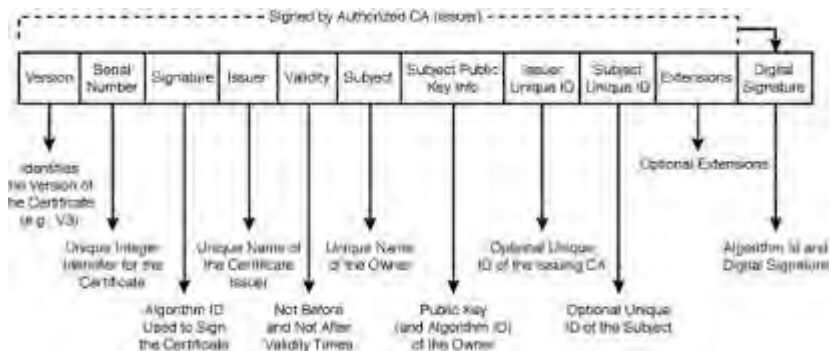 Signed by Authorized CA (issuer)
Version
Serial
Number
Signature
Issuer
Validity
Subject
Subject Public
Key Info
Issuer
Unique ID
Subject
Unique ID
Extensions
Digital
Signature
Identifies
the Version of
the Certificate
(e.g., V3)
Optional Extensions
Unique Integer
Identifier for the
Certificate
Unique Name of
the Certificate
Issuer
Unique Name
of the Owner
Optional Unique
ID of the Issuing CA
Algorithm Id and
Digital Signature
Algorithm ID
Used to Sign
the Certificate
Not Before
and Not After
Validity Times
Public Key
(and Algorithm ID)
of the Owner
Optional Unique
ID of the Subject